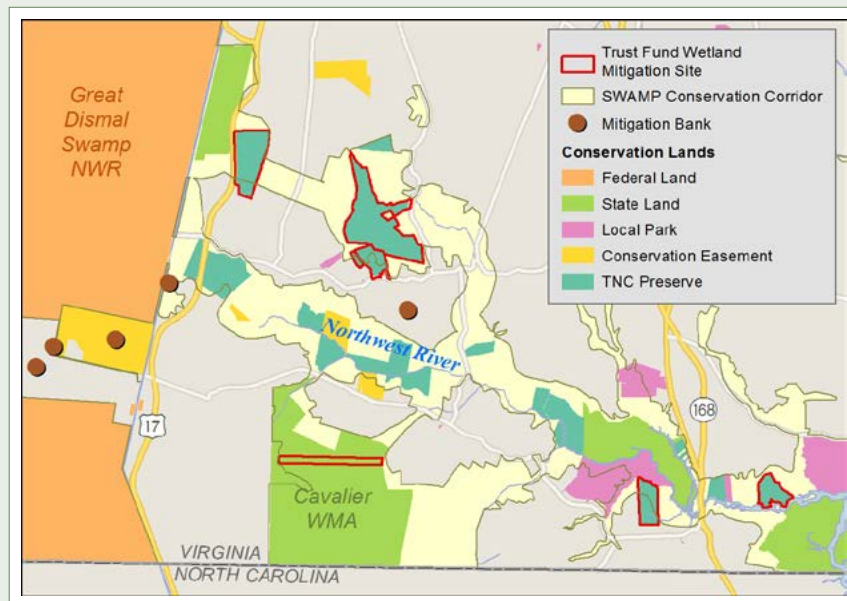 Great
Dismal
Swamp
NWR
Trust Fund Wetland
Mitigation Site
SWAMP Conservation Corridor
Mitigation Bank
Conservation Lands
Federal Land
State Land
Local Park
Conservation Easement
TNC Preserve
Northwest River
17
168
Cavalier
WMA
VIRGINIA
NORTH CAROLINA